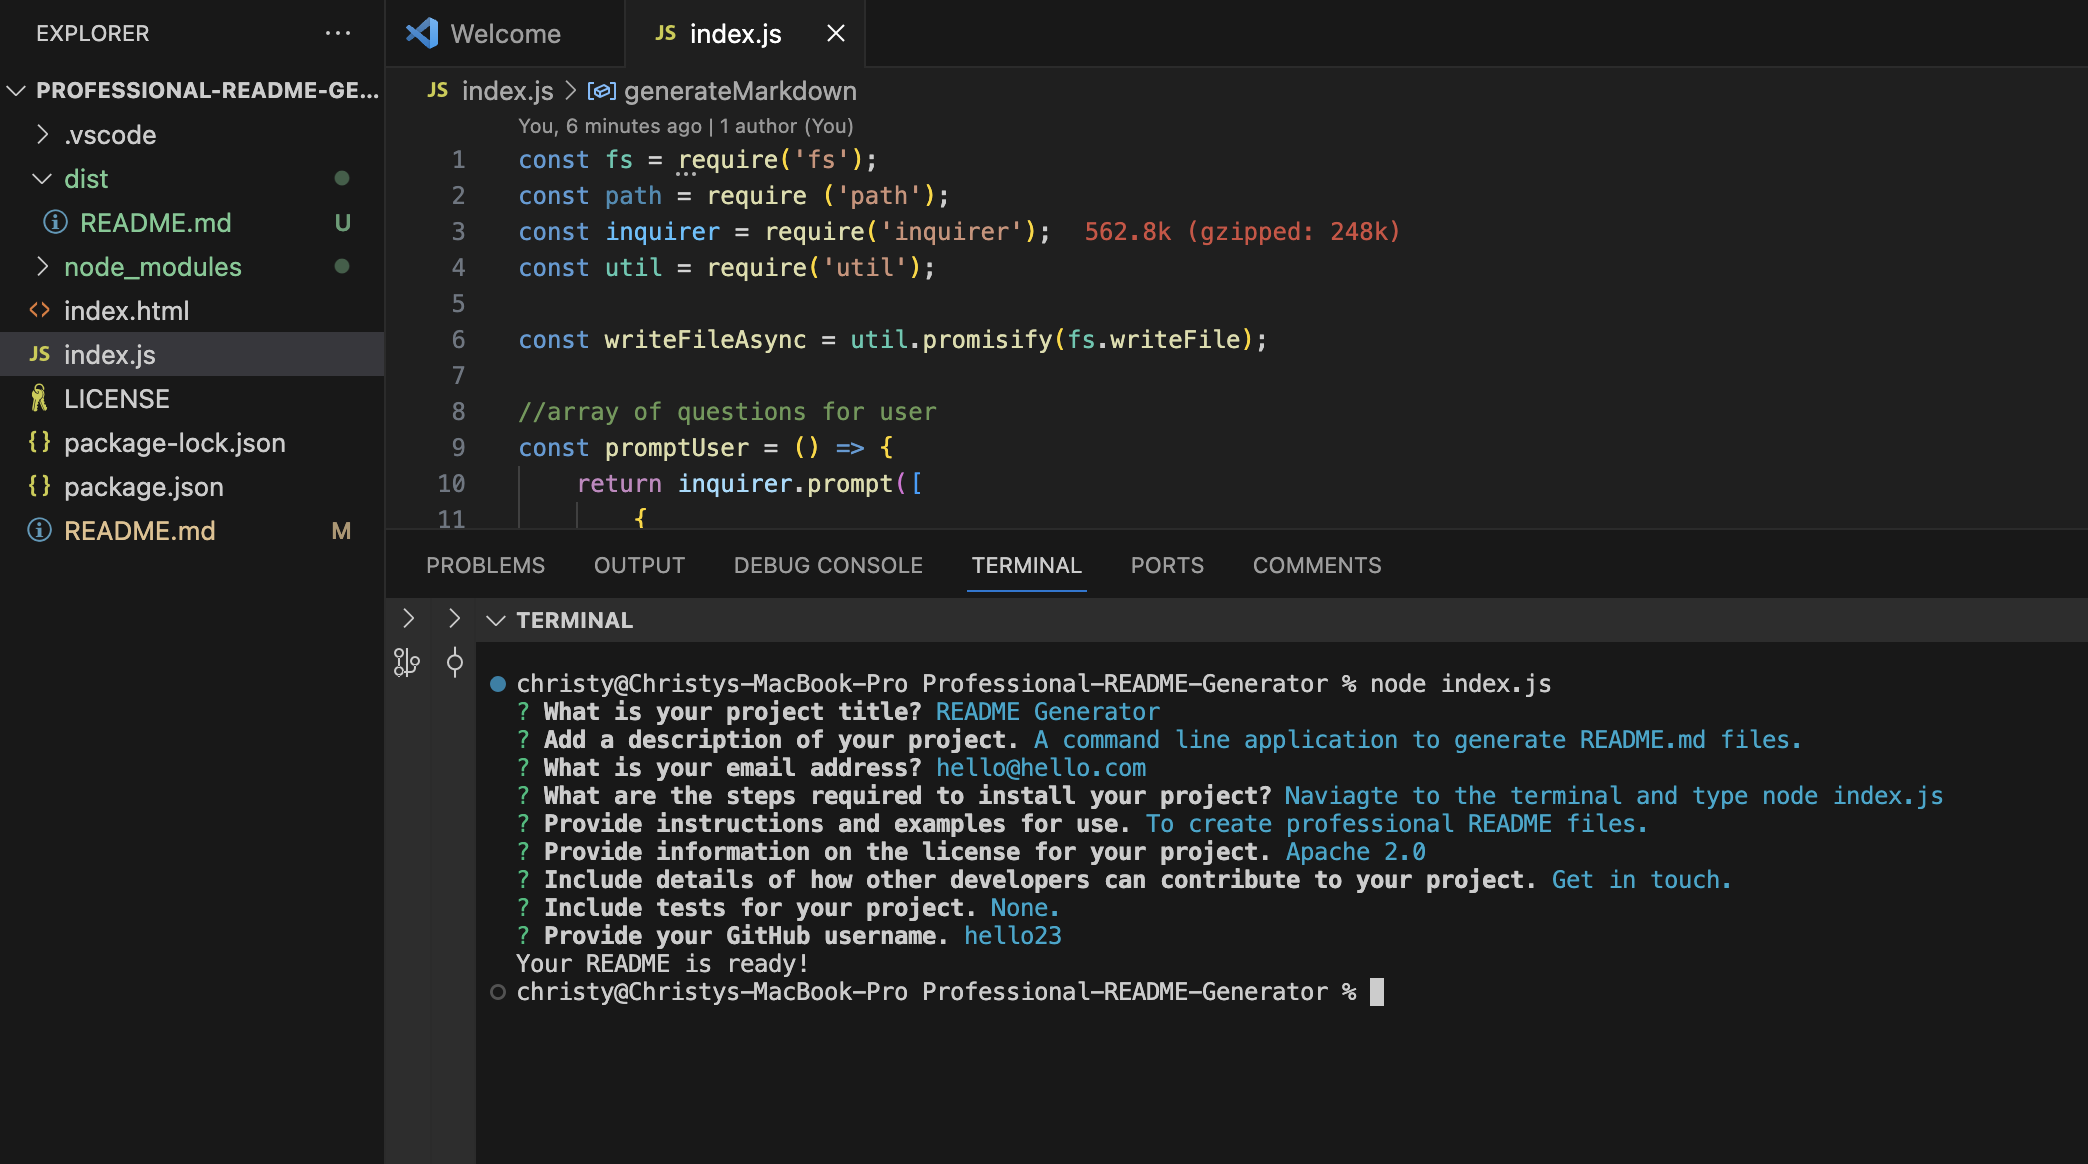 EXPLORER ...
PROFESSIONAL-README-GE...
.vscode
dist
README.md U
node_modules
index.html
JS index.js
LICENSE
{} package-lock.json
{} package.json
README.md M
Welcome
JS index.js
JS index.js > generateMarkdown
You, 6 minutes ago | 1 author (You)
1 const fs = require('fs');
2 const path = require ('path');
3 const inquirer = require('inquirer'); 562.8k (gzipped: 248k)
4 const util = require('util');
5
6 const writeFileAsync = util.promisify(fs.writeFile);
7
8 //array of questions for user
9 const promptUser = () => {
10 return inquirer.prompt([
11 {
PROBLEMS OUTPUT DEBUG CONSOLE TERMINAL PORTS COMMENTS
TERMINAL
christy@Christys-MacBook-Pro Professional-README-Generator % node index.js
? What is your project title? README Generator
? Add a description of your project. A command line application to generate README.md files.
? What is your email address? hello@hello.com
? What are the steps required to install your project? Naviagte to the terminal and type node index.js
? Provide instructions and examples for use. To create professional README files.
? Provide information on the license for your project. Apache 2.0
? Include details of how other developers can contribute to your project. Get in touch.
? Include tests for your project. None.
? Provide your GitHub username. hello23
Your README is ready!
christy@Christys-MacBook-Pro Professional-README-Generator %